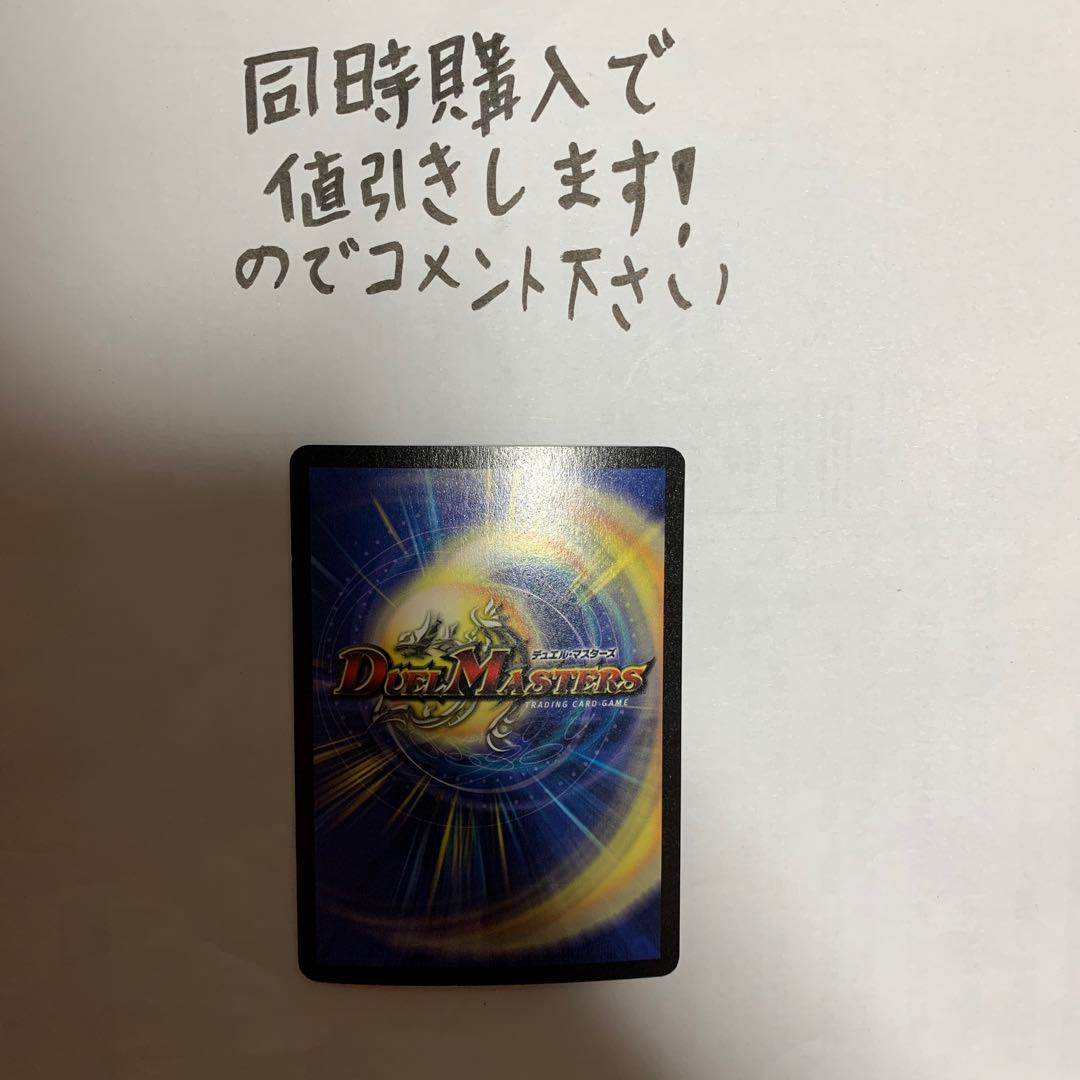 同時購入で
値引きします!
のでコメント下さい
デュエル・マスターズ
DUEL MASTERS
TRADING CARD GAME